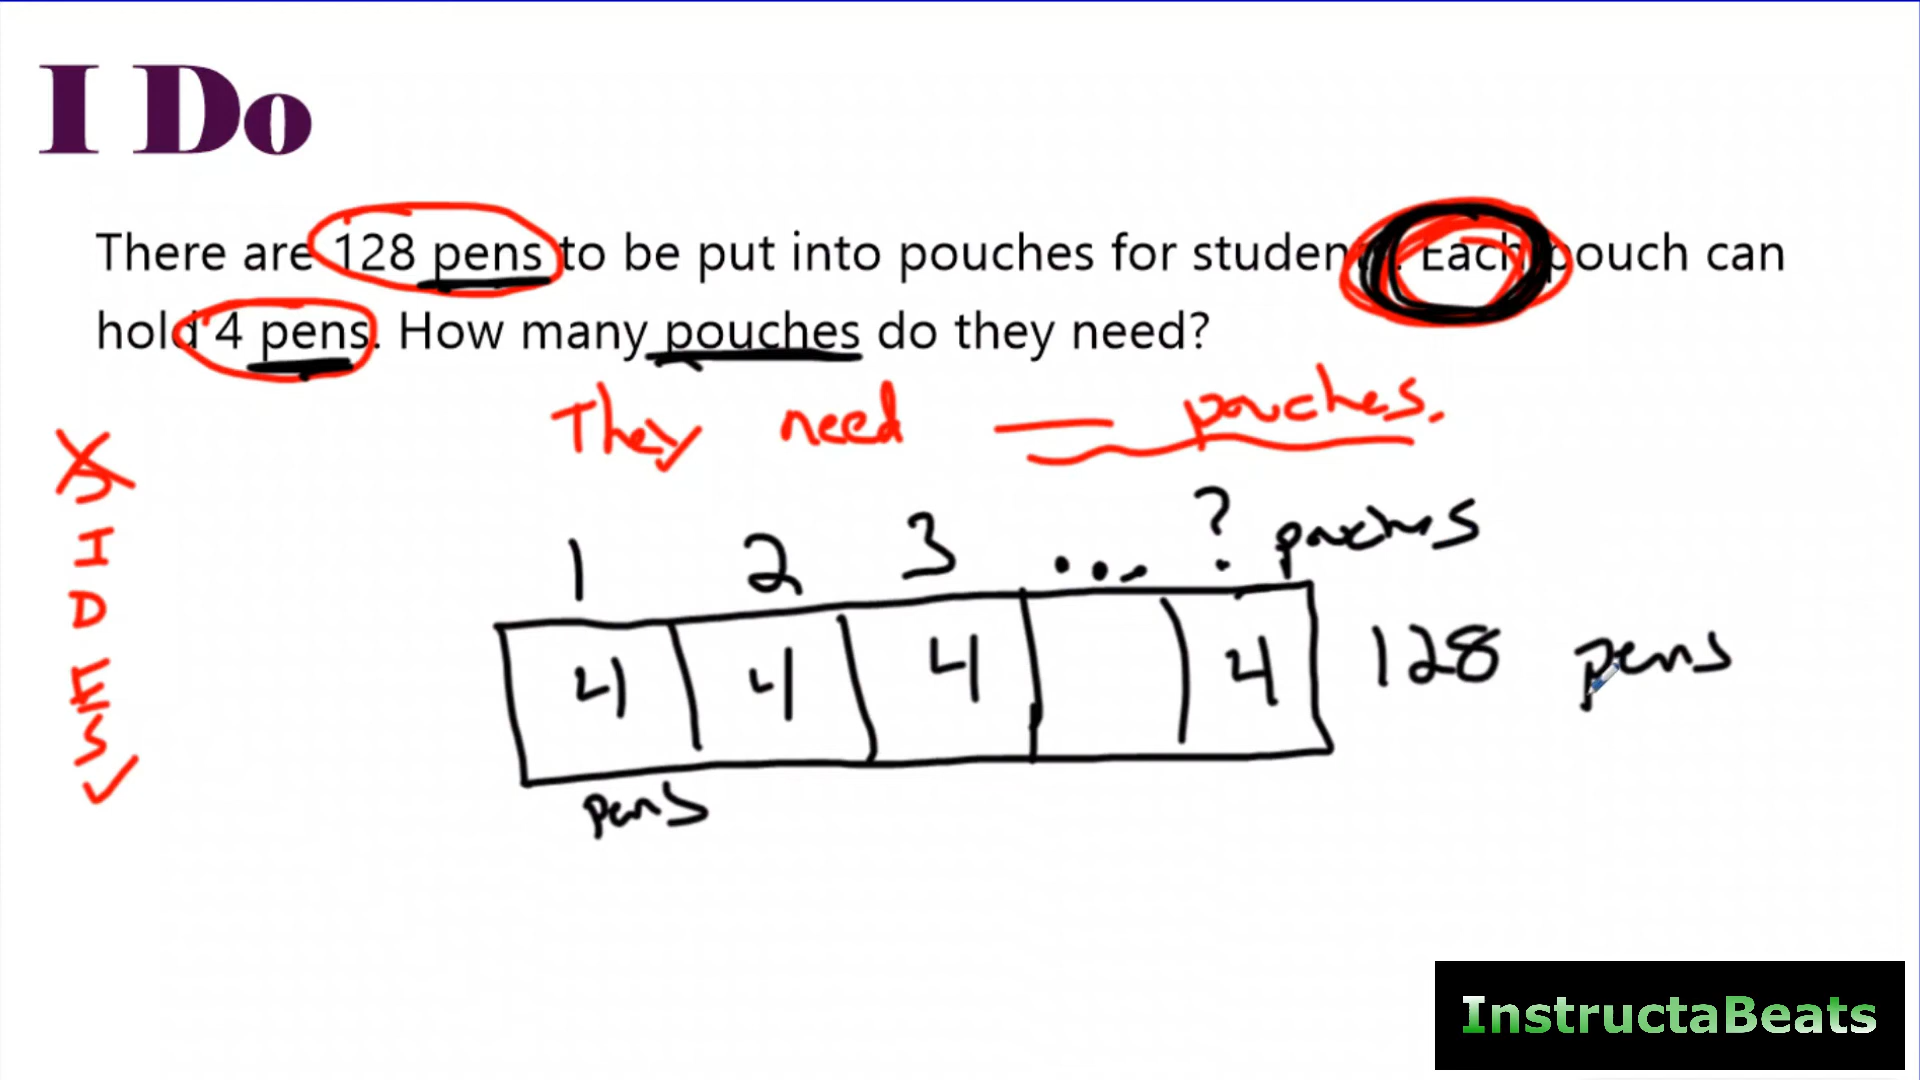 I Do
There are 128 pens to be put into pouches for student. Each pouch can
hold 4 pens. How many pouches do they need?
They need ___ pouches.
I
D
E
S
1 2 3 ... ? pouches
4 4 4 4 128 pens
pens
InstructaBeats